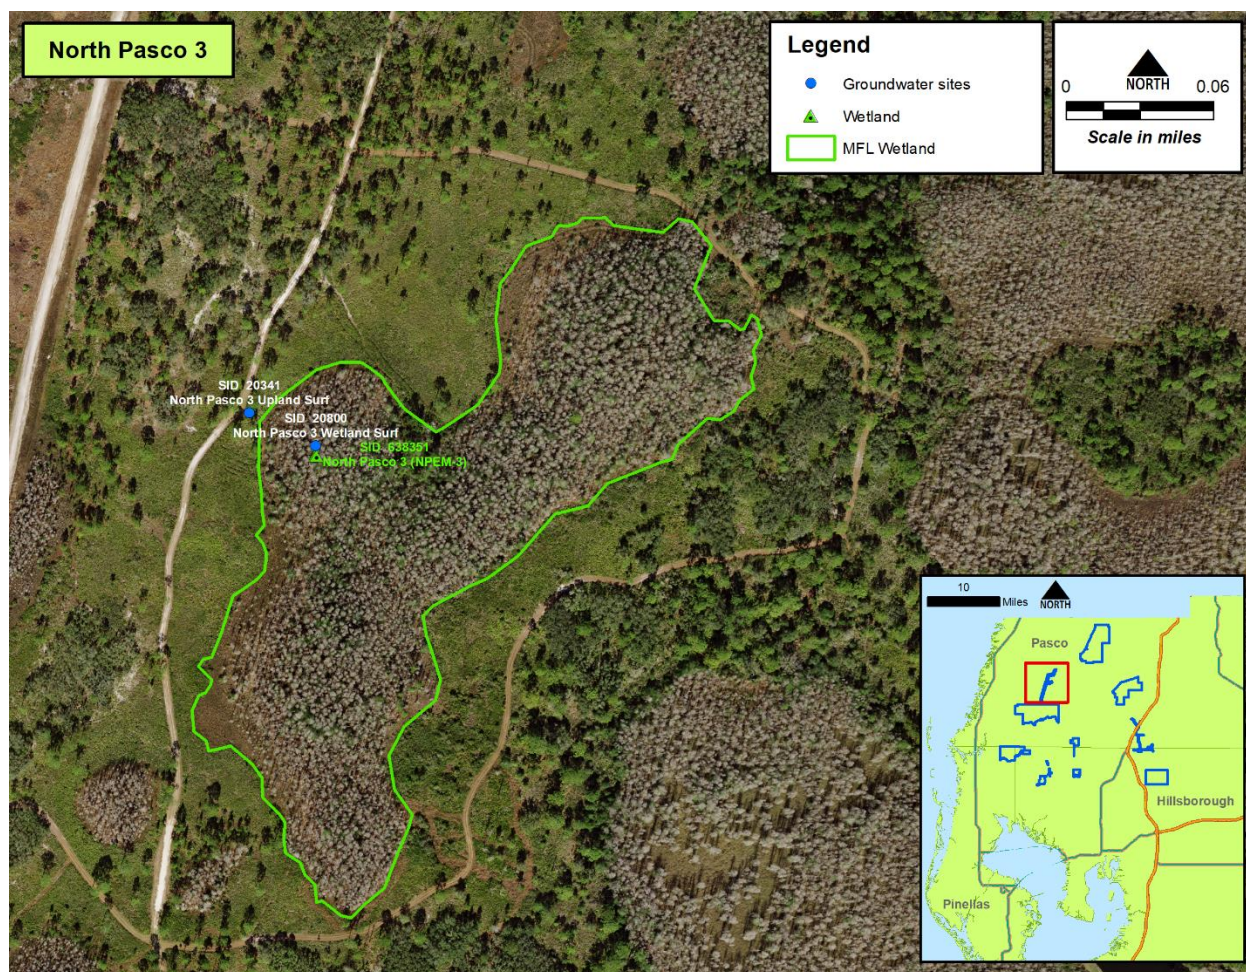 North Pasco 3
Legend
Groundwater sites
Wetland
MFL Wetland
0 NORTH 0.06
Scale in miles
SID 20341
North Pasco 3 Upland Surf
SID 20800
North Pasco 3 Wetland Surf
SID 638351
North Pasco 3 (NPEM-3)
10
Miles NORTH
Pasco
Hillsborough
Pinellas